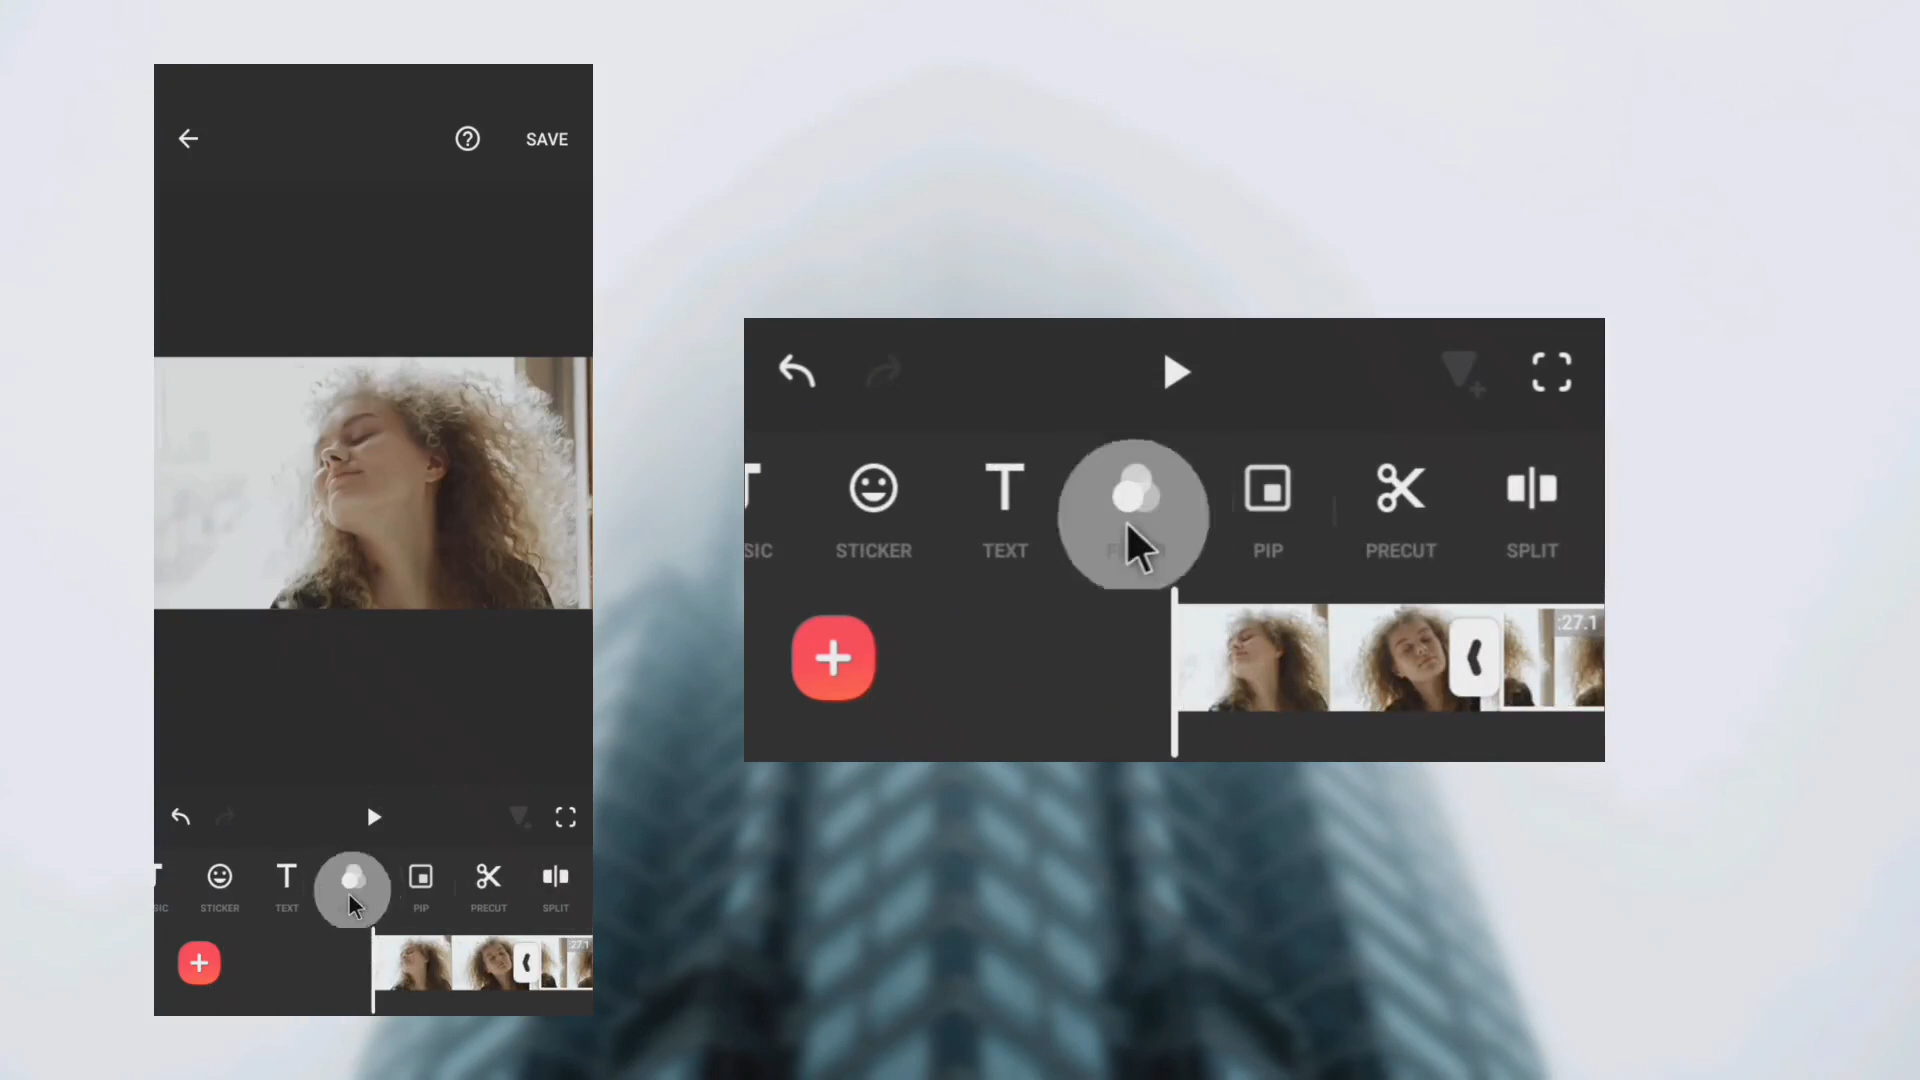 SAVE
SIC STICKER TEXT PIP PRECUT SPLIT
:27.1
SIC STICKER TEXT PIP PRECUT SPLIT
27.1